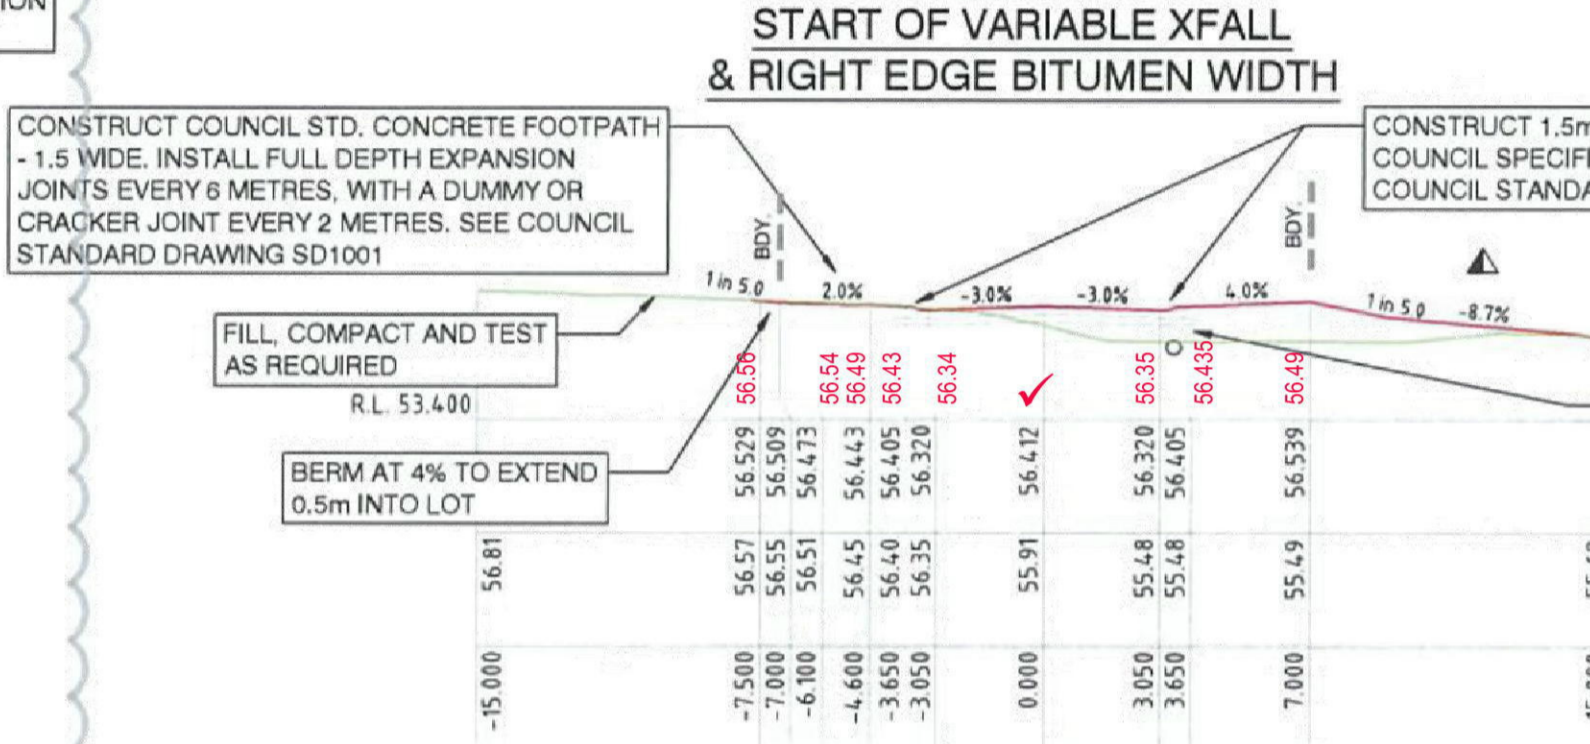 START OF VARIABLE XFALL
& RIGHT EDGE BITUMEN WIDTH
CONSTRUCT COUNCIL STD. CONCRETE FOOTPATH
- 1.5 WIDE. INSTALL FULL DEPTH EXPANSION
JOINTS EVERY 6 METRES, WITH A DUMMY OR
CRACKER JOINT EVERY 2 METRES. SEE COUNCIL
STANDARD DRAWING SD1001
CONSTRUCT 1.5m
COUNCIL
COUNCIL
BDY.
BDY.
1 in 5.0 2.0% -3.0% -3.0% 4.0% 1 in 5.0 -8.7%
FILL, COMPACT AND TEST
AS REQUIRED
R.L. 53.400
BERM AT 4% TO EXTEND
0.5m INTO LOT
56.56 56.54 56.49 56.43 56.34 ✓ 56.35 56.435 56.49
56.529 56.509 56.473 56.443 56.405 56.320 56.412 56.320 56.405 56.539
56.81 56.57 56.55 56.51 56.45 56.40 56.35 55.91 55.48 55.48 55.49
-15.000 -7.500 -7.000 -6.100 -4.600 -3.650 -3.050 0.000 3.050 3.650 7.000